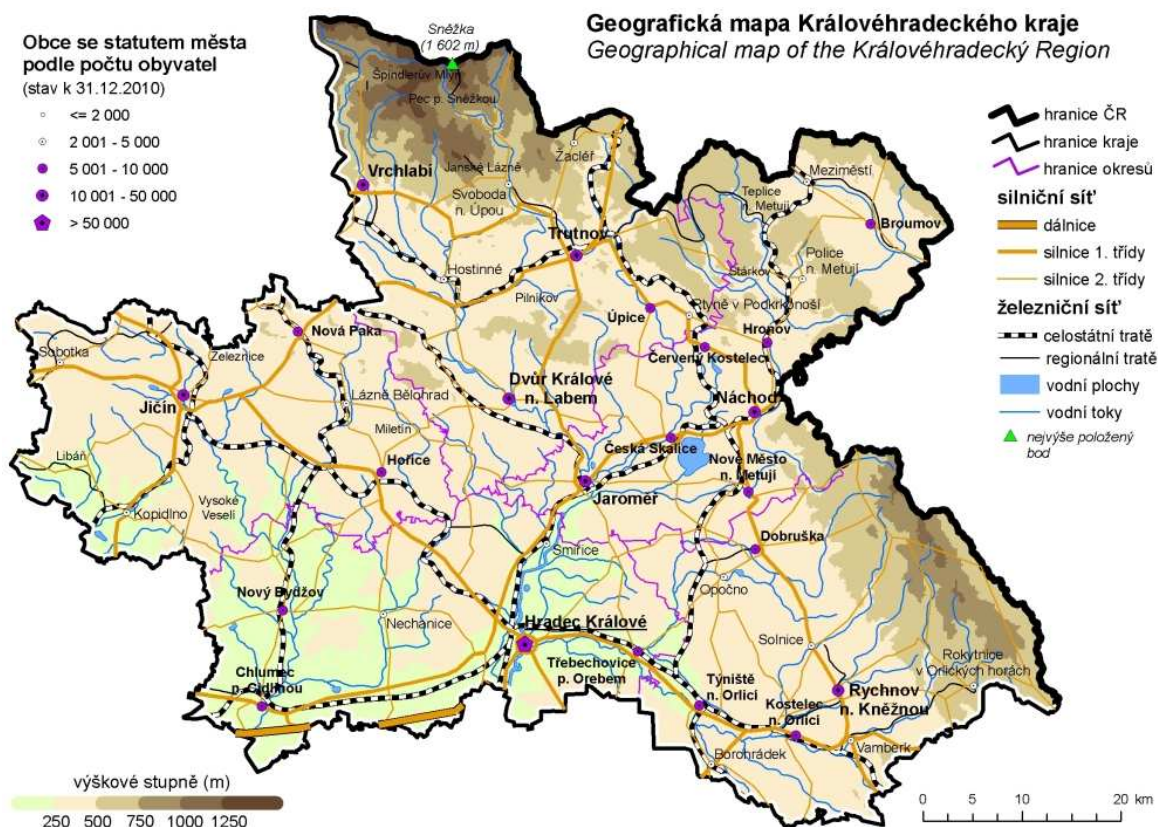 Geografická mapa Královéhradeckého kraje
Geographical map of the Královéhradecký Region
Obce se statutem města
podle počtu obyvatel
(stav k 31.12.2010)
<= 2 000
2 001 - 5 000
5 001 - 10 000
10 001 - 50 000
> 50 000
hranice ČR
hranice kraje
hranice okresů
silniční síť
dálnice
silnice 1. třídy
silnice 2. třídy
železniční síť
celostátní tratě
regionální tratě
vodní plochy
vodní toky
nejvýše položený
bod
Sněžka
(1 602 m)
Špindlerův Mlýn
Pec p. Sněžkou
Žacléř
Janské Lázně
Vrchlabí
Svoboda
n. Úpou
Meziměstí
Teplice
n. Metují
Broumov
Trutnov
Police
n. Metují
Hostinné
Stárkov
Pilníkov
Rtyně v Podkrkonoší
Úpice
Hronov
Nová Paka
Červený Kostelec
Sobotka
Železnice
Dvůr Králové
n. Labem
Lázně Bělohrad
Jičín
Náchod
Miletín
Česká Skalice
Libáň
Hořice
Nové Město
n. Metují
Vysoké
Veselí
Jaroměř
Kopidlno
Smiřice
Dobruška
Opočno
Nový Bydžov
Nechanice
Hradec Králové
Solnice
Rokytnice
v Orlických horách
Třebechovice
p. Orebem
Chlumec
p. Cidlinou
Týniště
n. Orlicí
Rychnov
n. Kněžnou
Kostelec
n. Orlicí
Borohrádek
Vamberk
výškové stupně (m)
250 500 750 1000 1250
0 5 10 20 km